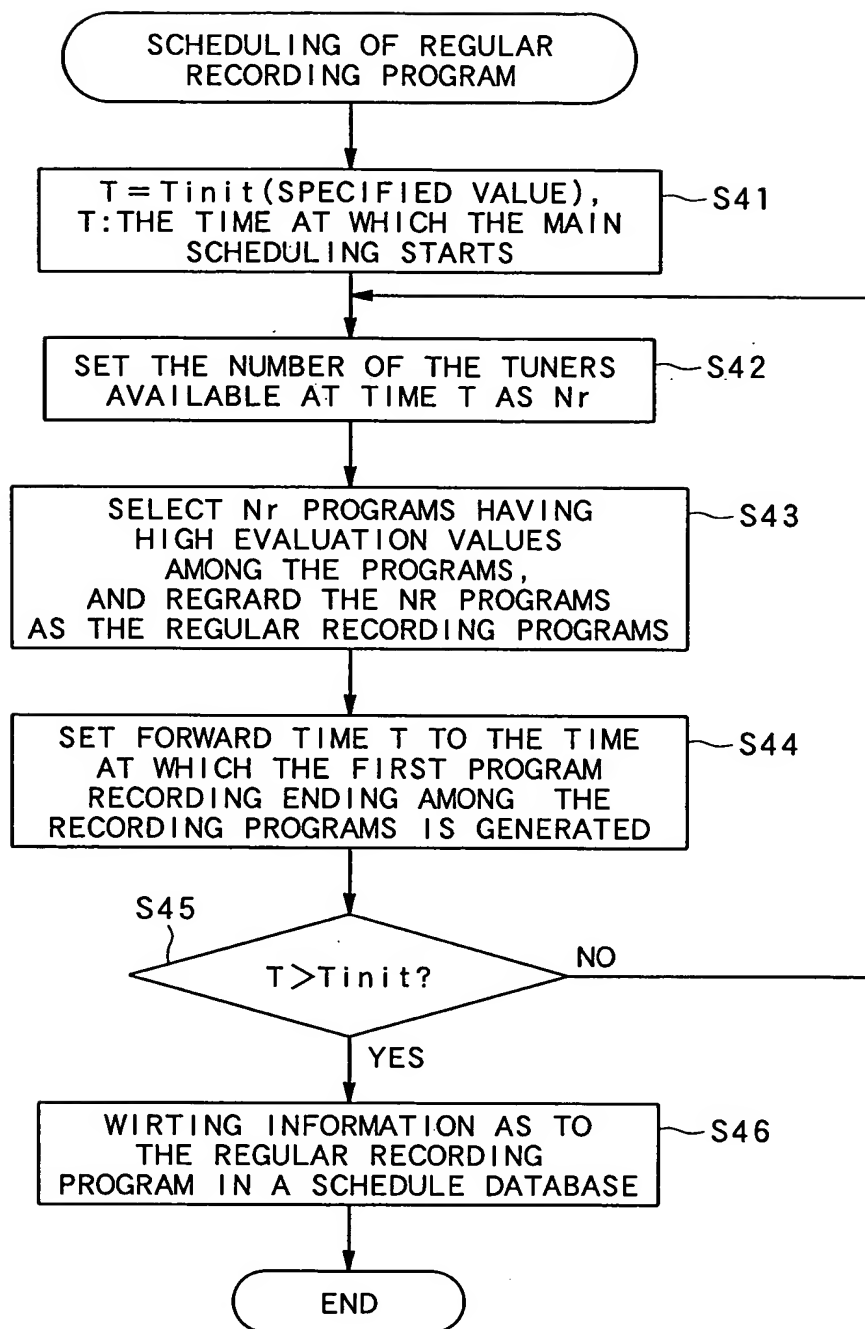 SCHEDULING OF REGULAR
RECORDING PROGRAM
T=Tinit(SPECIFIED VALUE),
T:THE TIME AT WHICH THE MAIN
SCHEDULING STARTS
S41
SET THE NUMBER OF THE TUNERS
AVAILABLE AT TIME T AS Nr
S42
SELECT Nr PROGRAMS HAVING
HIGH EVALUATION VALUES
AMONG THE PROGRAMS,
AND REGRARD THE NR PROGRAMS
AS THE REGULAR RECORDING PROGRAMS
S43
SET FORWARD TIME T TO THE TIME
AT WHICH THE FIRST PROGRAM
RECORDING ENDING AMONG THE
RECORDING PROGRAMS IS GENERATED
S44
S45
T>Tinit?
NO
YES
WIRTING INFORMATION AS TO
THE REGULAR RECORDING
PROGRAM IN A SCHEDULE DATABASE
S46
END